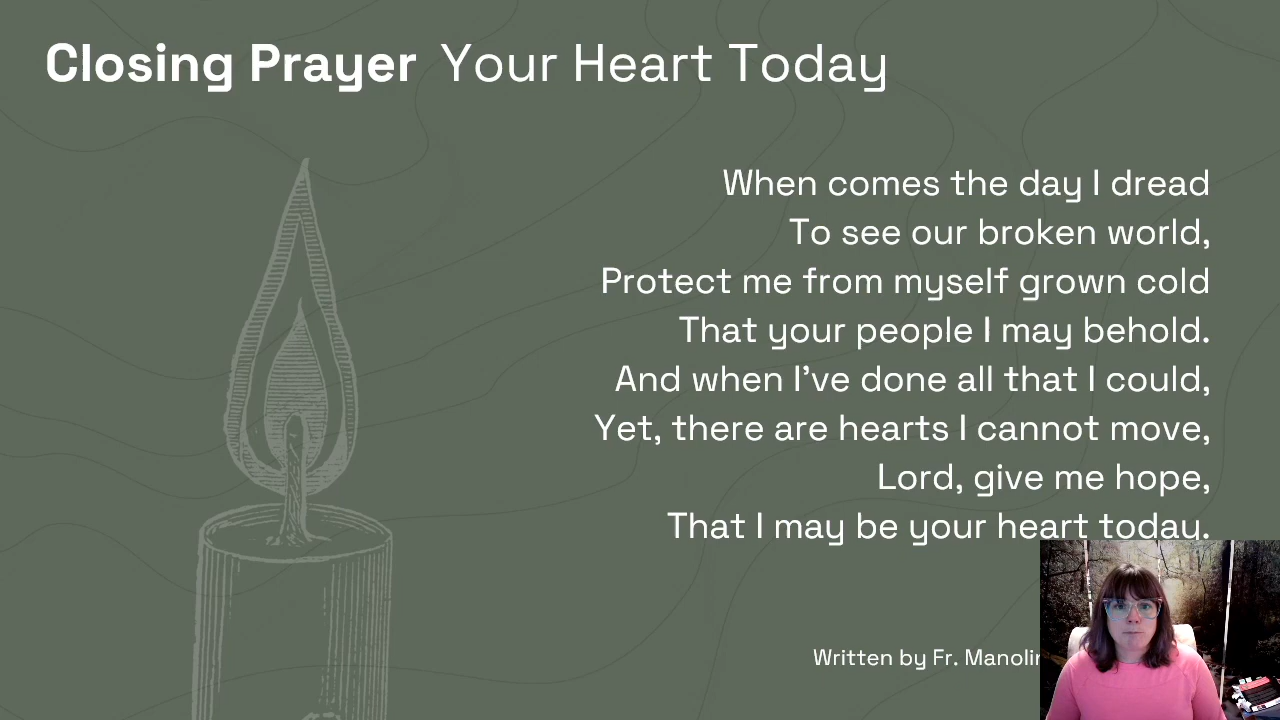 Closing Prayer Your Heart Today
When comes the day I dread
To see our broken world,
Protect me from myself grown cold
That your people I may behold.
And when I've done all that I could,
Yet, there are hearts I cannot move,
Lord, give me hope,
That I may be your heart today.
Written by Fr.